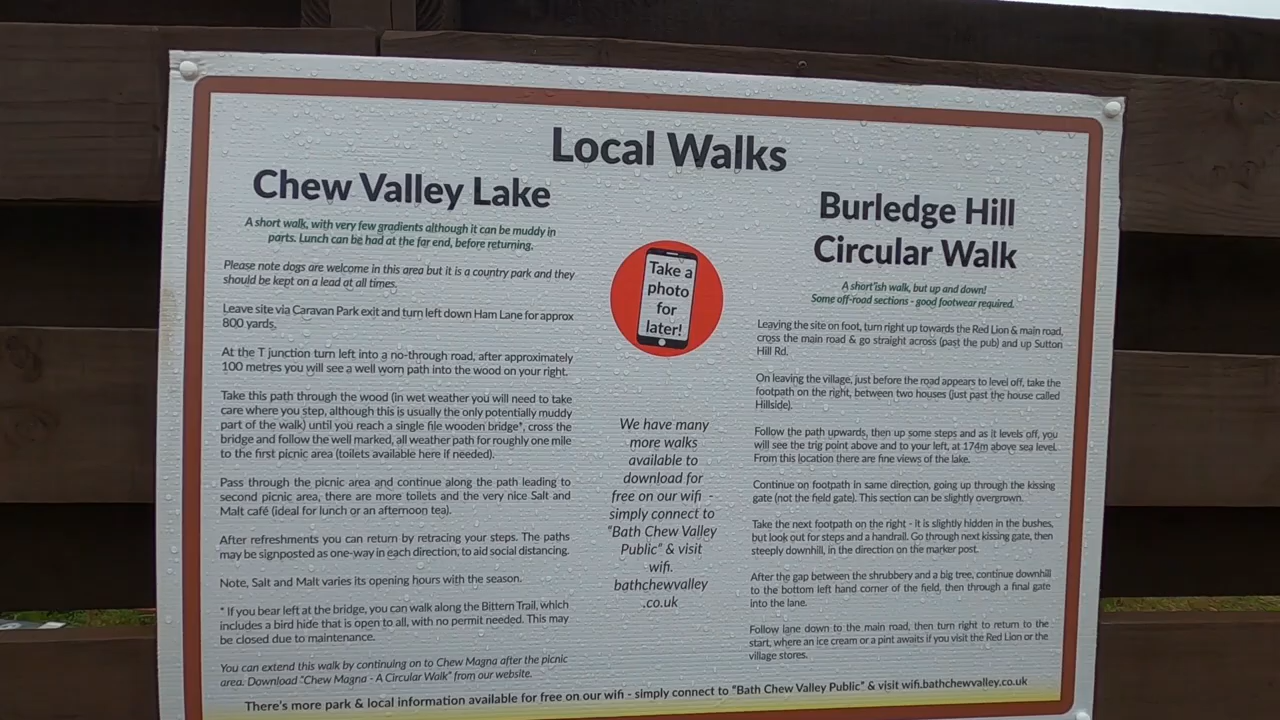 Local Walks
Chew Valley Lake
A short walk, with very few gradients although it can be muddy in
parts. Lunch can be had at the far end, before returning.
Please note dogs are welcome in this area but it is a country park and they
should be kept on a lead at all times.
Leave site via Caravan Park exit and turn left down Ham Lane for approx
800 yards.
At the T junction turn left into a no-through road, after approximately
100 metres you will see a well worn path into the wood on your right.
Take this path through the wood (in wet weather you will need to take
care where you step, although this is usually the only potentially muddy
part of the walk) until you reach a single file wooden bridge*, cross the
bridge and follow the well marked, all weather path for roughly one mile
to the first picnic area (toilets available here if needed).
Pass through the picnic area and continue along the path leading to
second picnic area, there are more toilets and the very nice Salt and
Malt café (ideal for lunch or an afternoon tea).
After refreshments you can return by retracing your steps. The paths
may be signposted as one-way in each direction, to aid social distancing.
Note, Salt and Malt varies its opening hours with the season.
* If you bear left at the bridge, you can walk along the Bittern Trail, which
includes a bird hide that is open to all, with no permit needed. This may
be closed due to maintenance.
You can extend this walk by continuing on to Chew Magna after the picnic
area. Download "Chew Magna - A Circular Walk" from our website.
Take a
photo
for
later!
We have many
more walks
available to
download for
free on our wifi -
simply connect to
"Bath Chew Valley
Public" & visit
wifi.
bathchewvalley
.co.uk
Burledge Hill
Circular Walk
A short'ish walk, but up and down!
Some off-road sections - good footwear required.
Leaving the site on foot, turn right up towards the Red Lion & main road,
cross the main road & go straight across (past the pub) and up Sutton
Hill Rd.
On leaving the village, just before the road appears to level off, take the
footpath on the right, between two houses (just past the house called
Hillside).
Follow the path upwards, then up some steps and as it levels off, you
will see the trig point above and to your left, at 174m above sea level.
From this location there are fine views of the lake.
Continue on footpath in same direction, going up through the kissing
gate (not the field gate). This section can be slightly overgrown.
Take the next footpath on the right - it is slightly hidden in the bushes,
but look out for steps and a handrail. Go through next kissing gate, then
steeply downhill, in the direction on the marker post.
After the gap between the shrubbery and a big tree, continue downhill
to the bottom left hand corner of the field, then through a final gate
into the lane.
Follow lane down to the main road, then turn right to return to the
start, where an ice cream or a pint awaits if you visit the Red Lion or the
village stores.
There's more park & local information available for free on our wifi - simply connect to "Bath Chew Valley Public" & visit wifi.bathchewvalley.co.uk